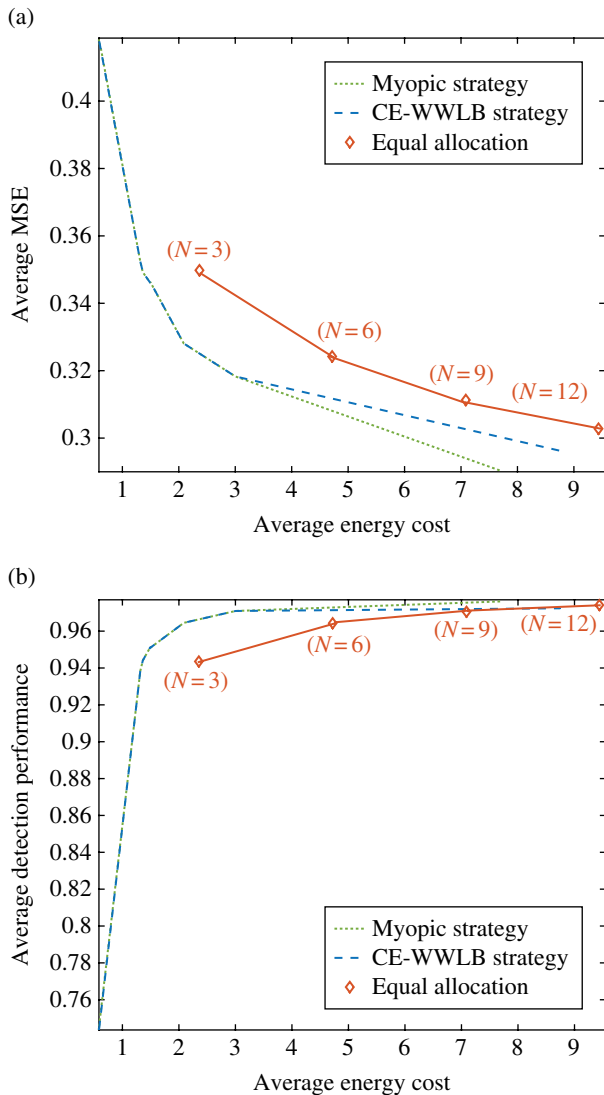 (a)
0.4
0.38
0.36
0.34
0.32
0.3
Average MSE
Myopic strategy
CE-WWLB strategy
Equal allocation
(N=3)
(N=6)
(N=9)
(N=12)
1 2 3 4 5 6 7 8 9
Average energy cost
(b)
0.96
0.94
0.92
0.9
0.88
0.86
0.84
0.82
0.8
0.78
0.76
Average detection performance
(N=3)
(N=6)
(N=9)
(N=12)
Myopic strategy
CE-WWLB strategy
Equal allocation
1 2 3 4 5 6 7 8 9
Average energy cost